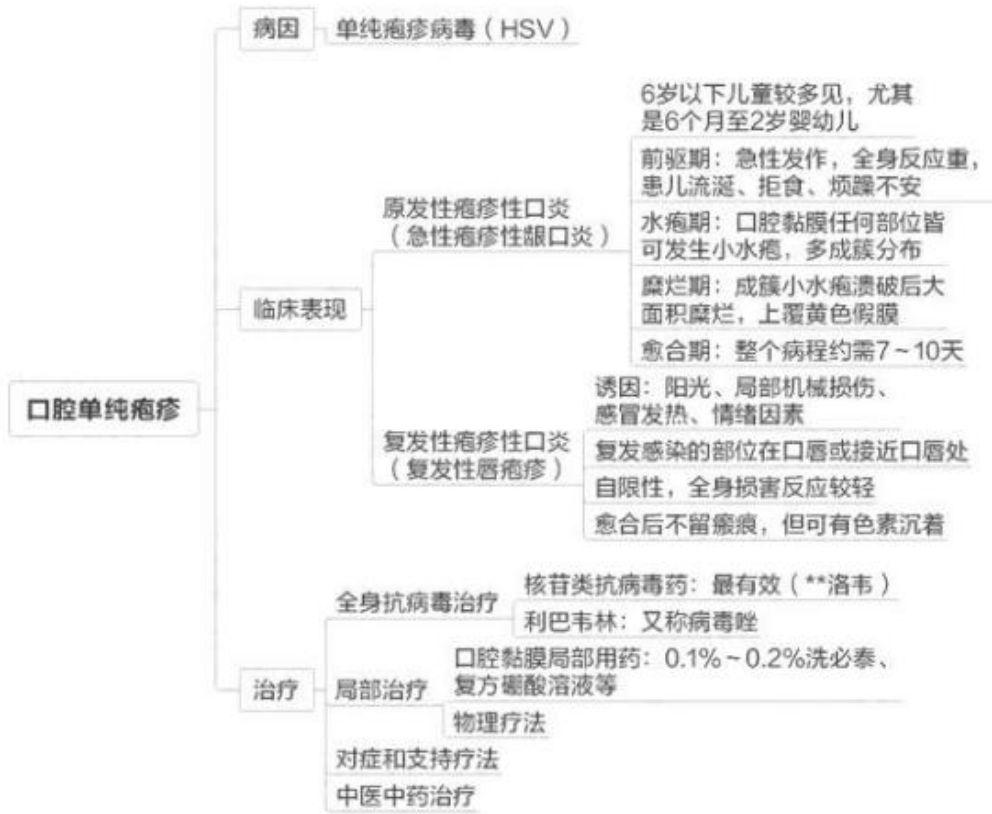 病因
单纯疱疹病毒（HSV）
6岁以下儿童较多见，尤其
是6个月至2岁婴幼儿
前驱期：急性发作，全身反应重，
患儿流涎、拒食、烦躁不安
原发性疱疹性口炎
（急性疱疹性龈口炎）
水疱期：口腔黏膜任何部位皆
可发生小水疱，多成簇分布
糜烂期：成簇小水疱溃破后大
面积糜烂，上覆黄色假膜
愈合期：整个病程约需7～10天
临床表现
口腔单纯疱疹
诱因：阳光、局部机械损伤、
感冒发热、情绪因素
复发性疱疹性口炎
（复发性唇疱疹）
复发感染的部位在口唇或接近口唇处
自限性，全身损害反应较轻
愈合后不留瘢痕，但可有色素沉着
全身抗病毒治疗
核苷类抗病毒药：最有效（**洛韦）
利巴韦林：又称病毒唑
治疗
局部治疗
口腔黏膜局部用药：0.1%～0.2%洗必泰、
复方硼酸溶液等
物理疗法
对症和支持疗法
中医中药治疗